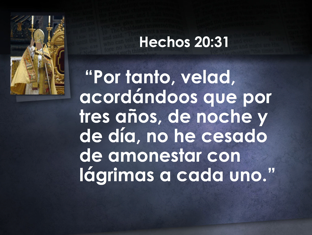 Hechos 20:31
“Por tanto, velad,
acordándoos que por
tres años, de noche y
de día, no he cesado
de amonestar con
lágrimas a cada uno.”